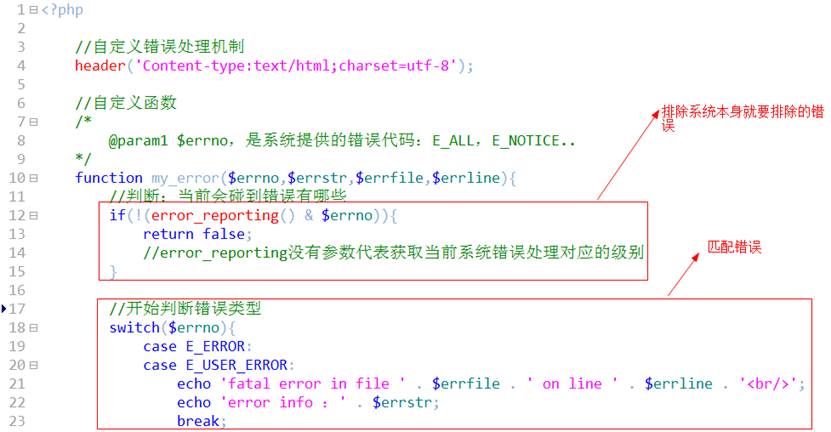 1 <?php
2
3 //自定义错误处理机制
4 header('Content-type:text/html;charset=utf-8');
5
6 //自定义函数
7 /*
8 @param1 $errno，是系统提供的错误代码：E_ALL，E_NOTICE..
9 */
10 function my_error($errno,$errstr,$errfile,$errline){
11 //判断：当前会碰到错误有哪些
12 if(!(error_reporting() & $errno)){
13 return false;
14 //error_reporting没有参数代表获取当前系统错误处理对应的级别
15 }
16
17 //开始判断错误类型
18 switch($errno){
19 case E_ERROR:
20 case E_USER_ERROR:
21 echo 'fatal error in file ' . $errfile . ' on line ' . $errline . '<br/>';
22 echo 'error info：' . $errstr;
23 break;
排除系统本身就要排除的错
误
匹配错误